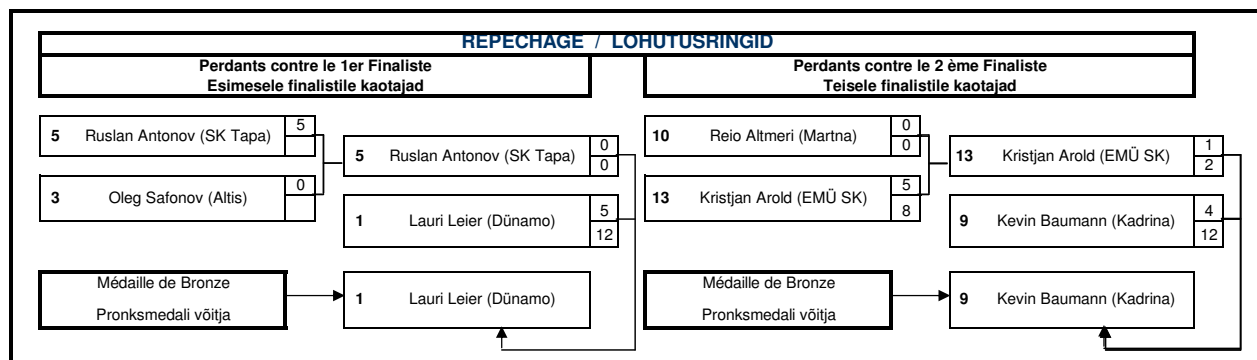 REPECHAGE / LOHUTUSRINGID
Perdants contre le 1er Finaliste
Esimesele finalistile kaotajad
Perdants contre le 2 ème Finaliste
Teisele finalistile kaotajad
5 Ruslan Antonov (SK Tapa) 5
3 Oleg Safonov (Altis) 0
5 Ruslan Antonov (SK Tapa) 0
0
1 Lauri Leier (Dünamo) 5
12
Médaille de Bronze
Pronksmedali võitja
1 Lauri Leier (Dünamo)
10 Reio Altmeri (Martna) 0
0
13 Kristjan Arold (EMÜ SK) 5
8
13 Kristjan Arold (EMÜ SK) 1
2
9 Kevin Baumann (Kadrina) 4
12
Médaille de Bronze
Pronksmedali võitja
9 Kevin Baumann (Kadrina)